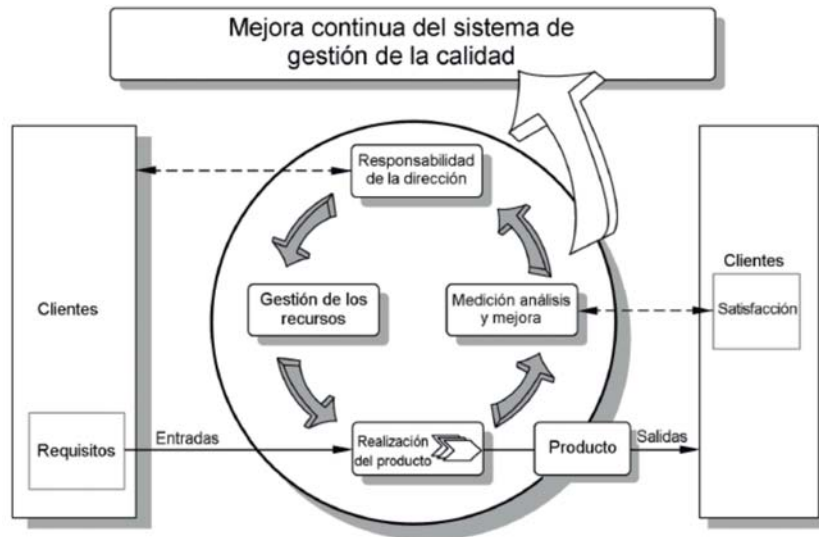 Mejora continua del sistema de
gestión de la calidad
Responsabilidad
de la dirección
Clientes
Gestión de los
recursos
Medición análisis
y mejora
Clientes
Satisfacción
Requisitos
Entradas
Realización
del producto
Producto
Salidas